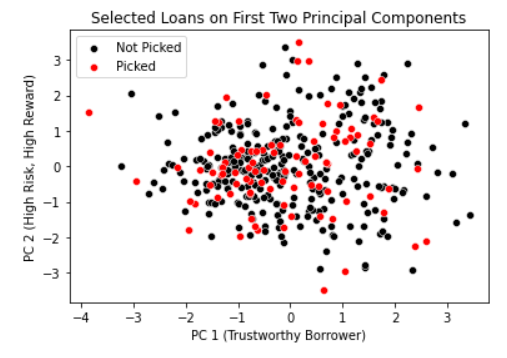 Selected Loans on First Two Principal Components
Not Picked
Picked
3
2
1
0
−1
−2
−3
PC 2 (High Risk, High Reward)
−4 −3 −2 −1 0 1 2 3
PC 1 (Trustworthy Borrower)